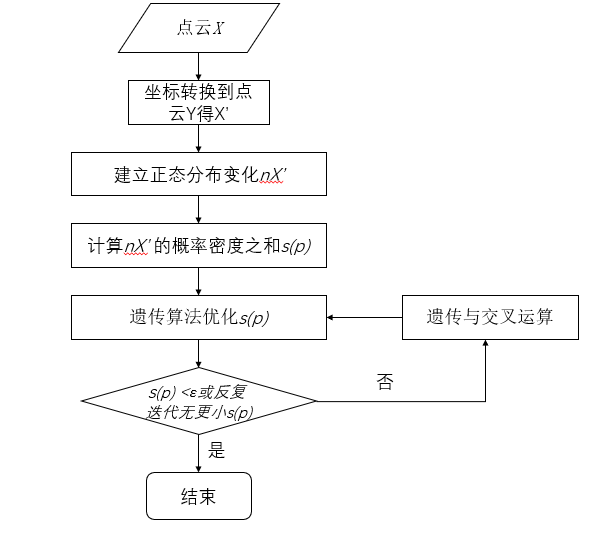 点云X
坐标转换到点
云Y得X'
建立正态分布变化nX'
计算nX'的概率密度之和s(p)
遗传算法优化s(p)
遗传与交叉运算
s(p) <ε或反复
迭代无更小s(p)
否
是
结束